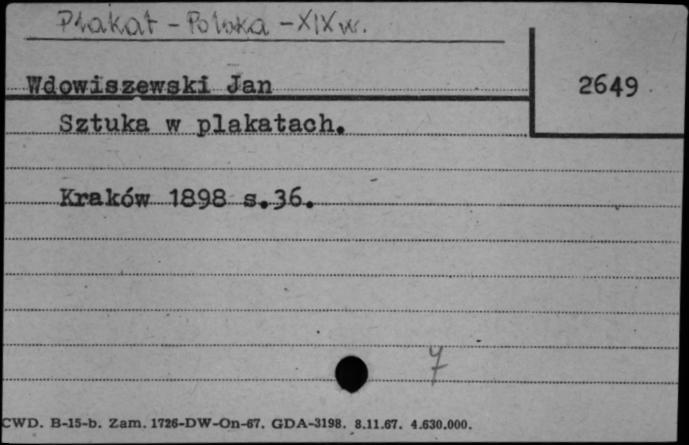 Plakat - Polska - XIX w.
Wdowiszewski Jan
2649
Sztuka w plakatach.
Kraków 1898 s.36.
7
CWD. B-15-b. Zam. 1726-DW-On-67. GDA-3198. 8.11.67. 4.630.000.